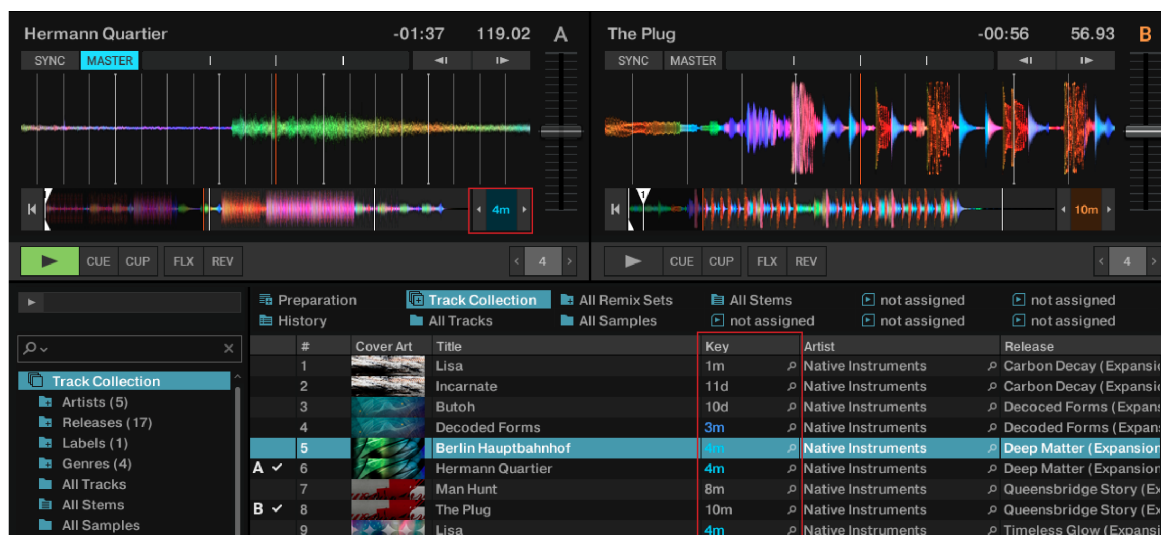 Hermann Quartier -01:37 119.02 A
SYNC MASTER
4m
CUE CUP FLX REV 4
The Plug -00:56 56.93 B
SYNC MASTER
1
10m
CUE CUP FLX REV 4
Preparation Track Collection All Remix Sets All Stems not assigned not assigned
History All Tracks All Samples not assigned not assigned not assigned
Track Collection
Artists (5)
Releases (17)
Labels (1)
Genres (4)
All Tracks
All Stems
All Samples
# Cover Art Title Key Artist Release
1 Lisa 1m Native Instruments Carbon Decay (Expansi
2 Incarnate 11d Native Instruments Carbon Decay (Expansi
3 Butoh 10d Native Instruments Decoced Forms (Expan
4 Decoded Forms 3m Native Instruments Decoded Forms (Expan
5 Berlin Hauptbahnhof 4m Native Instruments Deep Matter (Expansion
A 6 Hermann Quartier 4m Native Instruments Deep Matter (Expansion
7 Man Hunt 8m Native Instruments Queensbridge Story (Ex
B 8 The Plug 10m Native Instruments Queensbridge Story (Ex
9 Lisa 4m Native Instruments Timeless Glow (Expansi